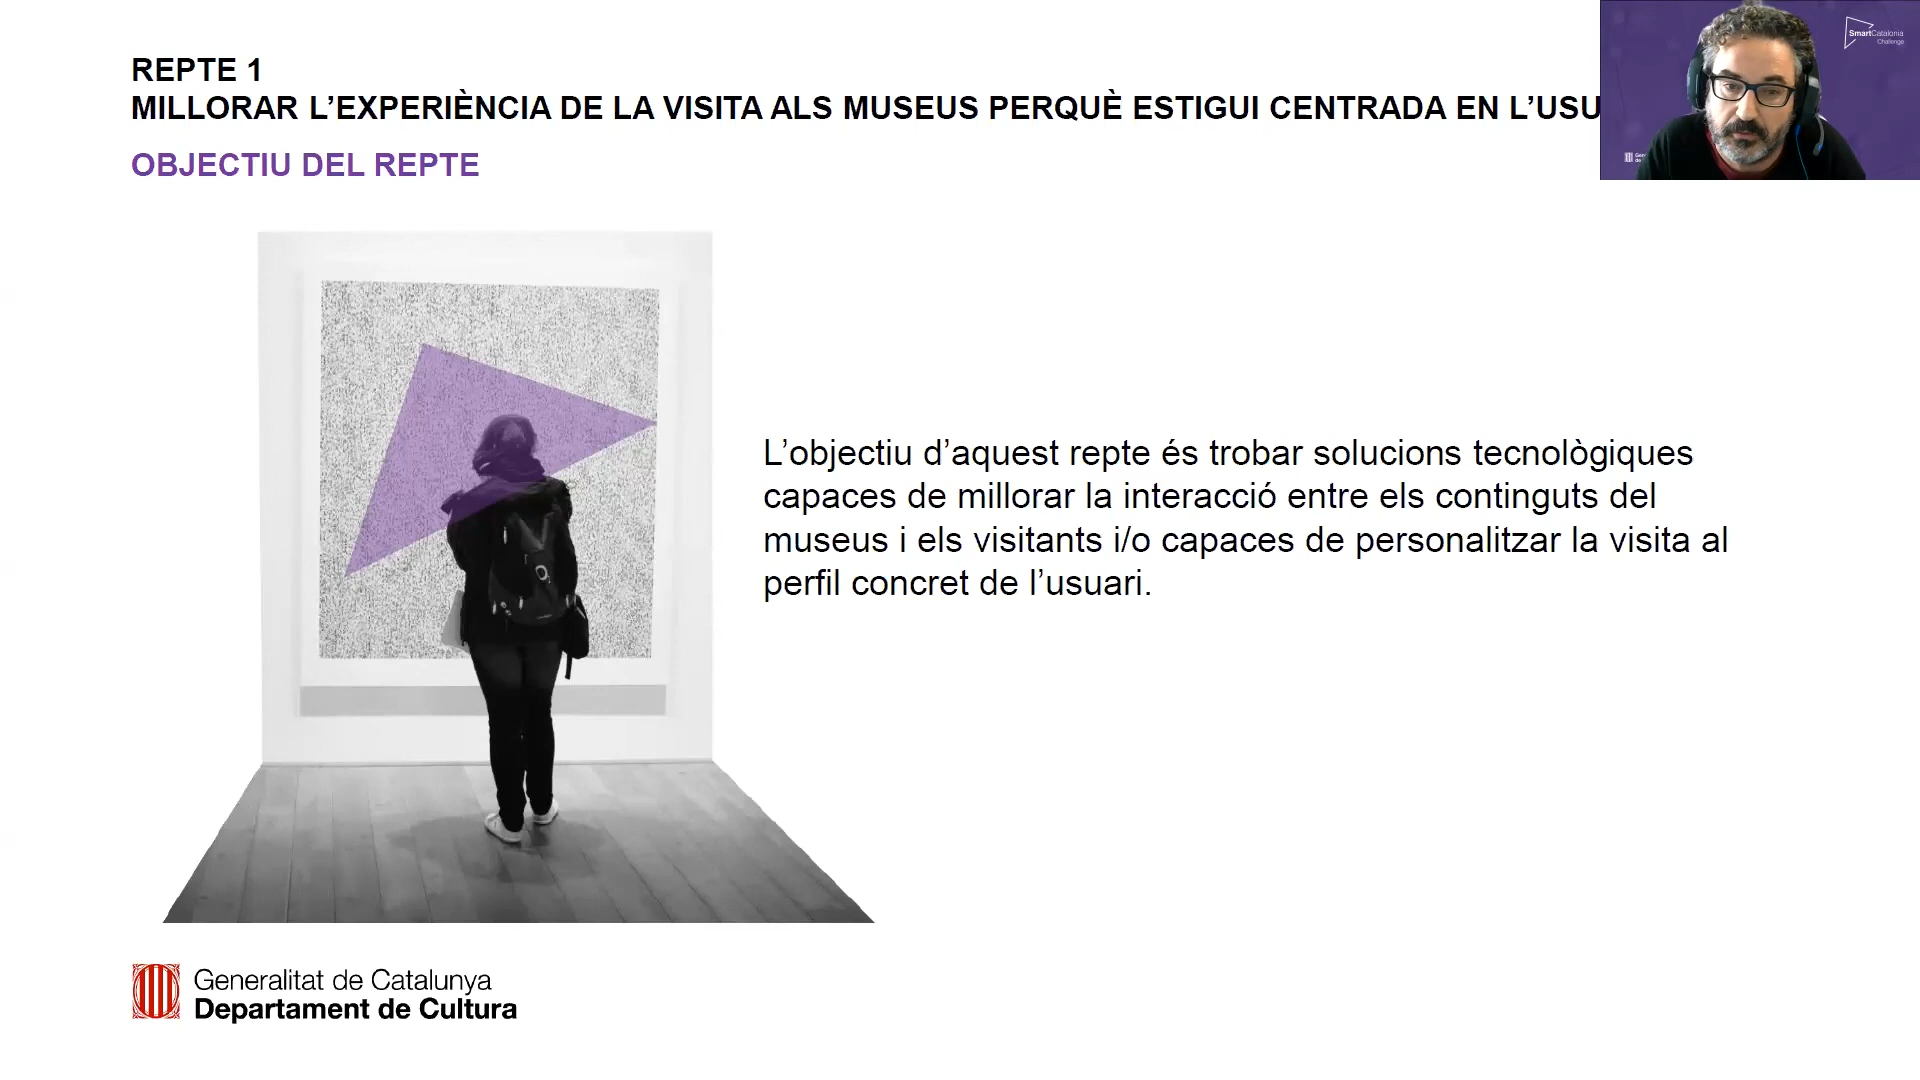 REPTE 1
MILLORAR L’EXPERIÈNCIA DE LA VISITA ALS MUSEUS PERQUÈ ESTIGUI CENTRADA EN L’USU
OBJECTIU DEL REPTE
SmartCatalonia
Challenge
L’objectiu d’aquest repte és trobar solucions tecnològiques
capaces de millorar la interacció entre els continguts del
museus i els visitants i/o capaces de personalitzar la visita al
perfil concret de l’usuari.
Generalitat de Catalunya
Departament de Cultura